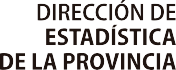 DIRECCIÓN DE
ESTADÍSTICA
DE LA PROVINCIA